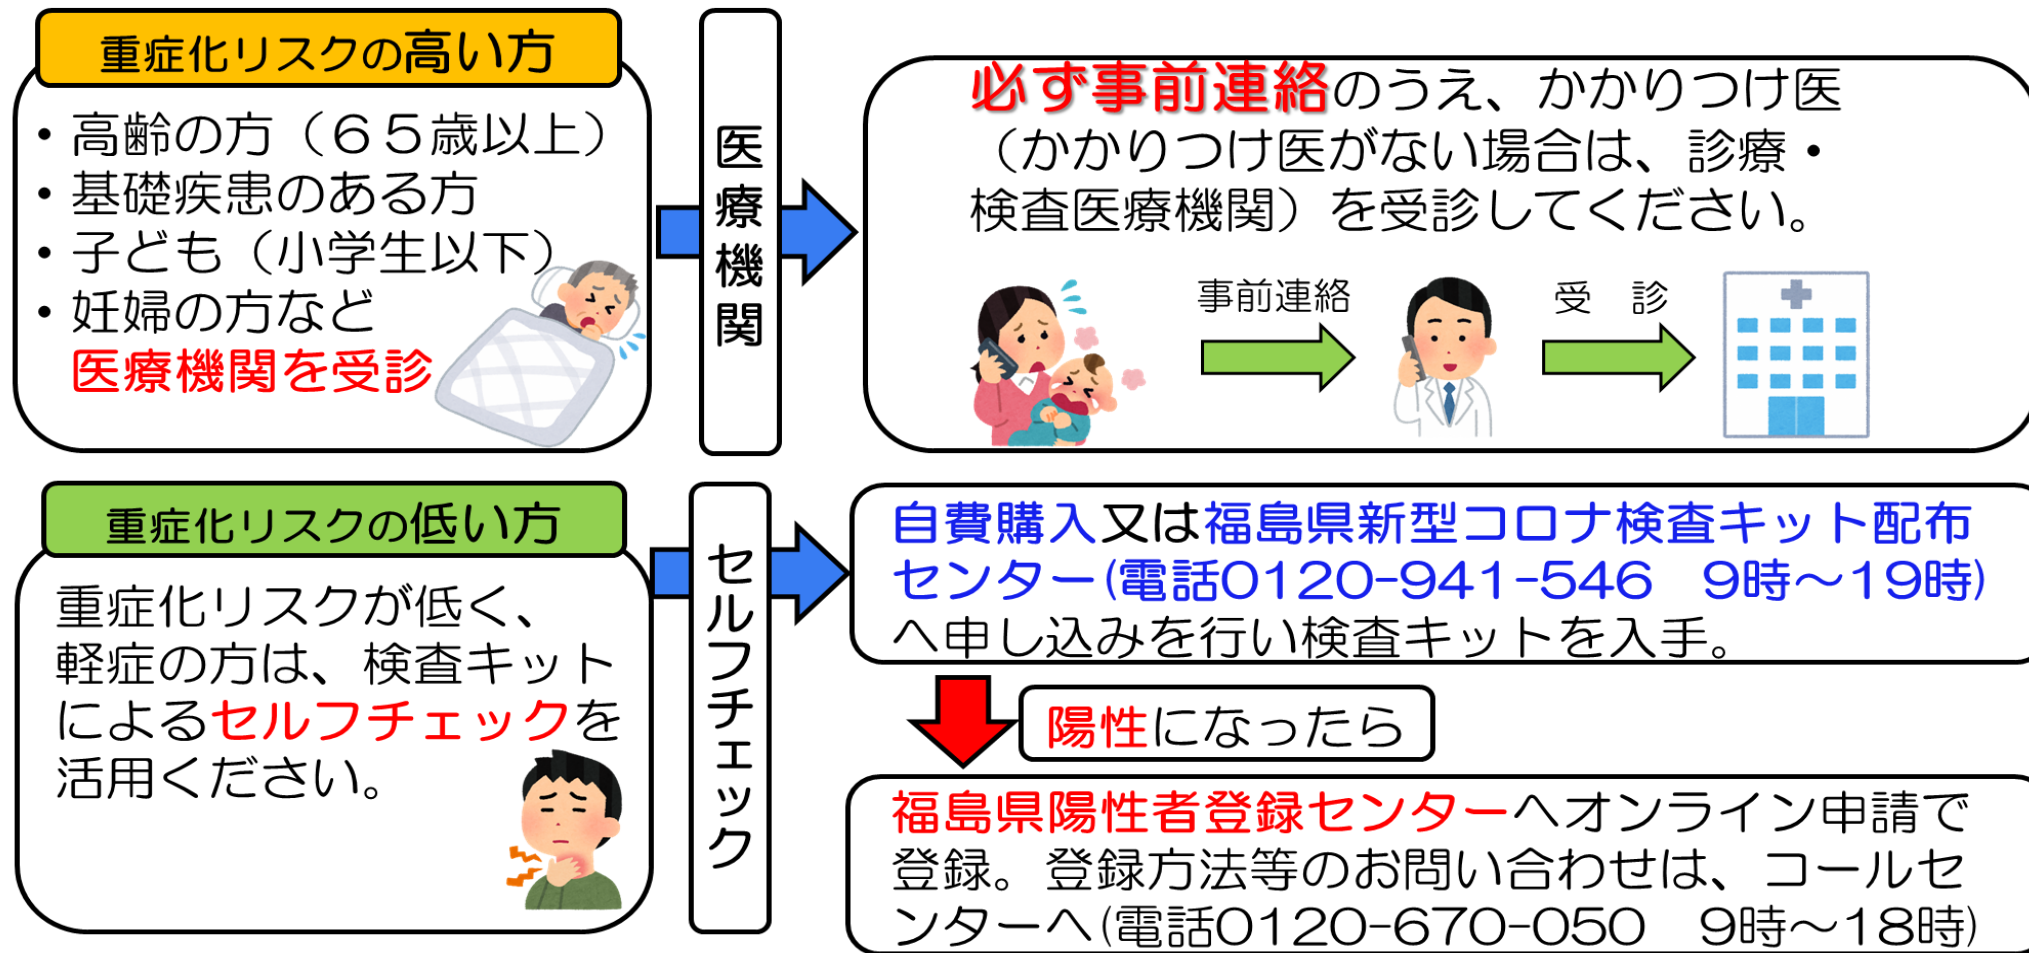 重症化リスクの高い方
・高齢の方（６５歳以上）
・基礎疾患のある方
・子ども（小学生以下）
・妊婦の方など
医療機関を受診
医療機関
必ず事前連絡のうえ、かかりつけ医
（かかりつけ医がない場合は、診療・
検査医療機関）を受診してください。
事前連絡
受　診
重症化リスクの低い方
重症化リスクが低く、
軽症の方は、検査キット
によるセルフチェックを
活用ください。
セルフチェック
自費購入又は福島県新型コロナ検査キット配布
センター(電話0120-941-546　9時～19時)
へ申し込みを行い検査キットを入手。
陽性になったら
福島県陽性者登録センターへオンライン申請で
登録。登録方法等のお問い合わせは、コールセ
ンターへ(電話0120-670-050　9時～18時)